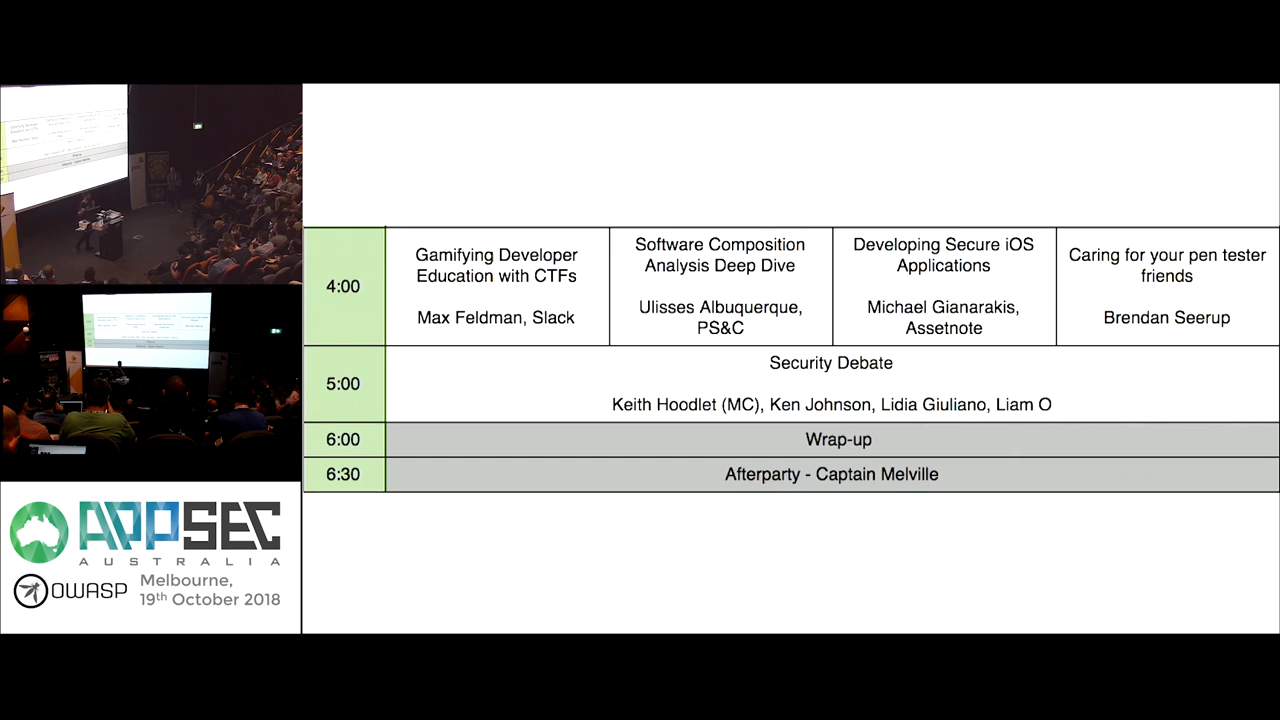 4:00
Gamifying Developer
Education with CTFs
Max Feldman, Slack
Software Composition
Analysis Deep Dive
Ulisses Albuquerque,
PS&C
Developing Secure iOS
Applications
Michael Gianarakis,
Assetnote
Caring for your pen tester
friends
Brendan Seerup
5:00
Security Debate
Keith Hoodlet (MC), Ken Johnson, Lidia Giuliano, Liam O
6:00
Wrap-up
6:30
Afterparty - Captain Melville
APPSEC
AUSTRALIA
OWASP
Melbourne,
19th October 2018